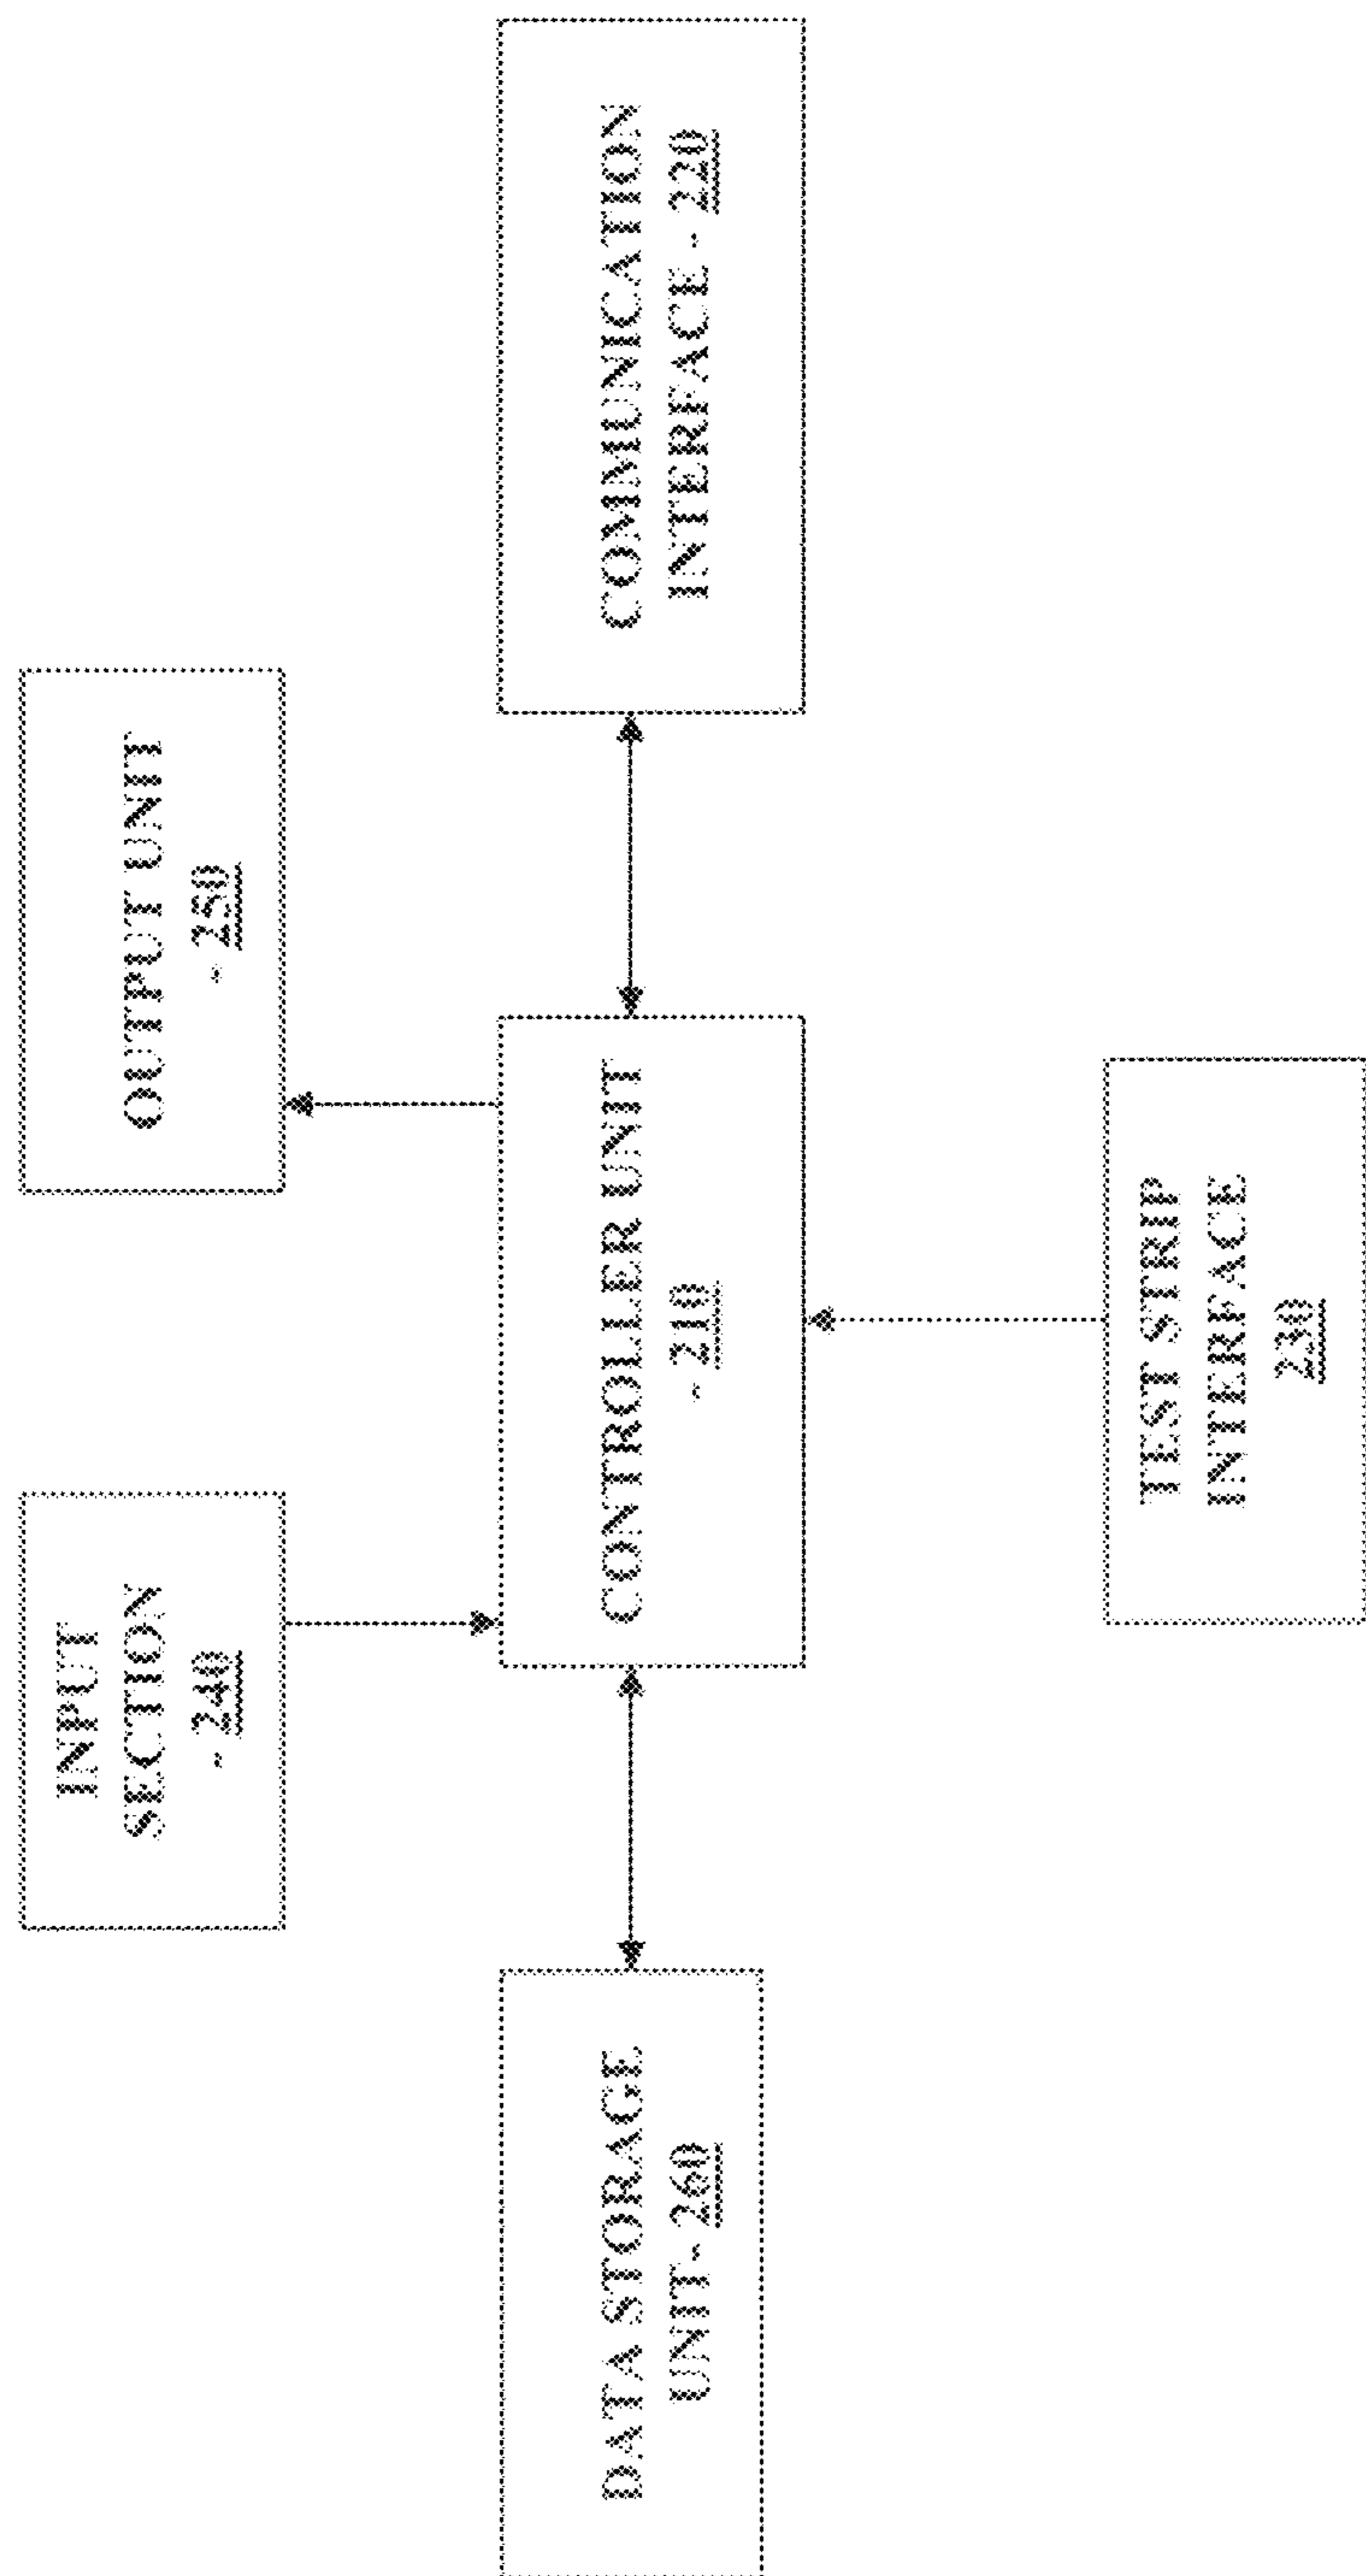 INPUT
SECTION
- 240
OUTPUT UNIT
- 250
DATA STORAGE
UNIT- 260
CONTROLLER UNIT
- 210
COMMUNICATION
INTERFACE - 220
TEST STRIP
INTERFACE
230